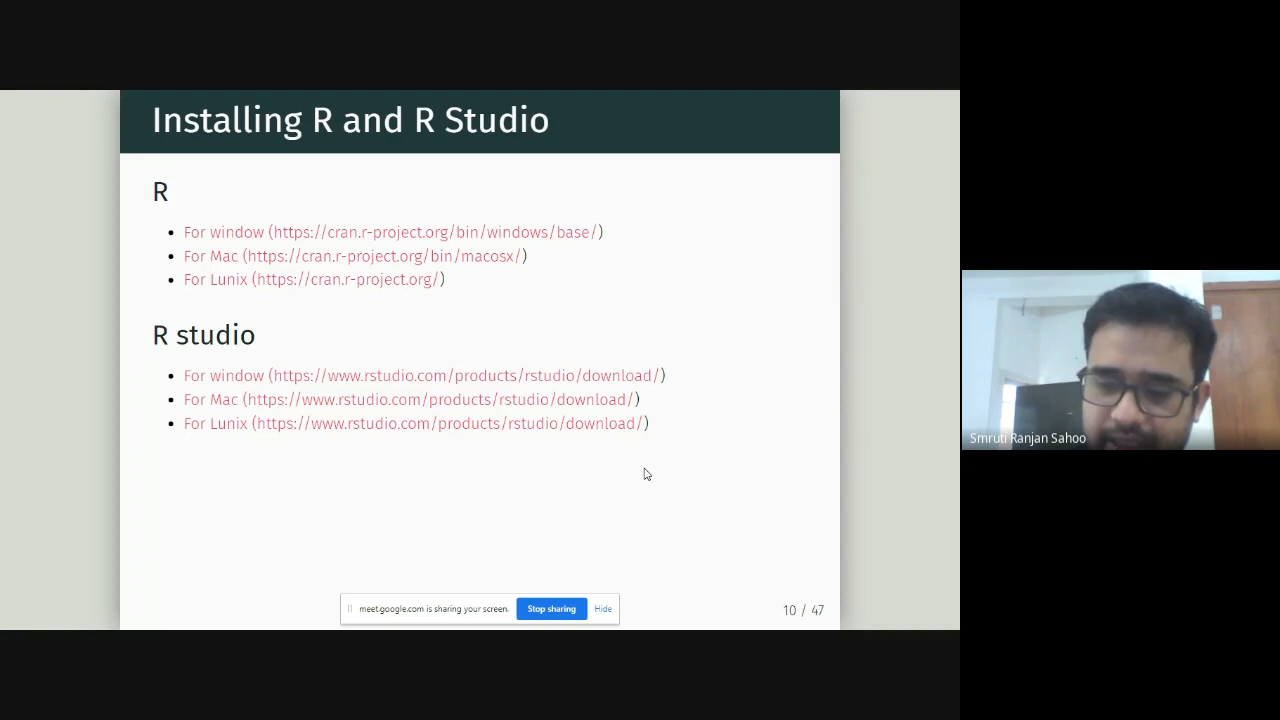 Installing R and R Studio
R
• For window (https://cran.r-project.org/bin/windows/base/)
• For Mac (https://cran.r-project.org/bin/macosx/)
• For Lunix (https://cran.r-project.org/)
R studio
• For window (https://www.rstudio.com/products/rstudio/download/)
• For Mac (https://www.rstudio.com/products/rstudio/download/)
• For Lunix (https://www.rstudio.com/products/rstudio/download/)
Smruti Ranjan Sahoo
meet.google.com is sharing your screen. Stop sharing Hide
10 / 47